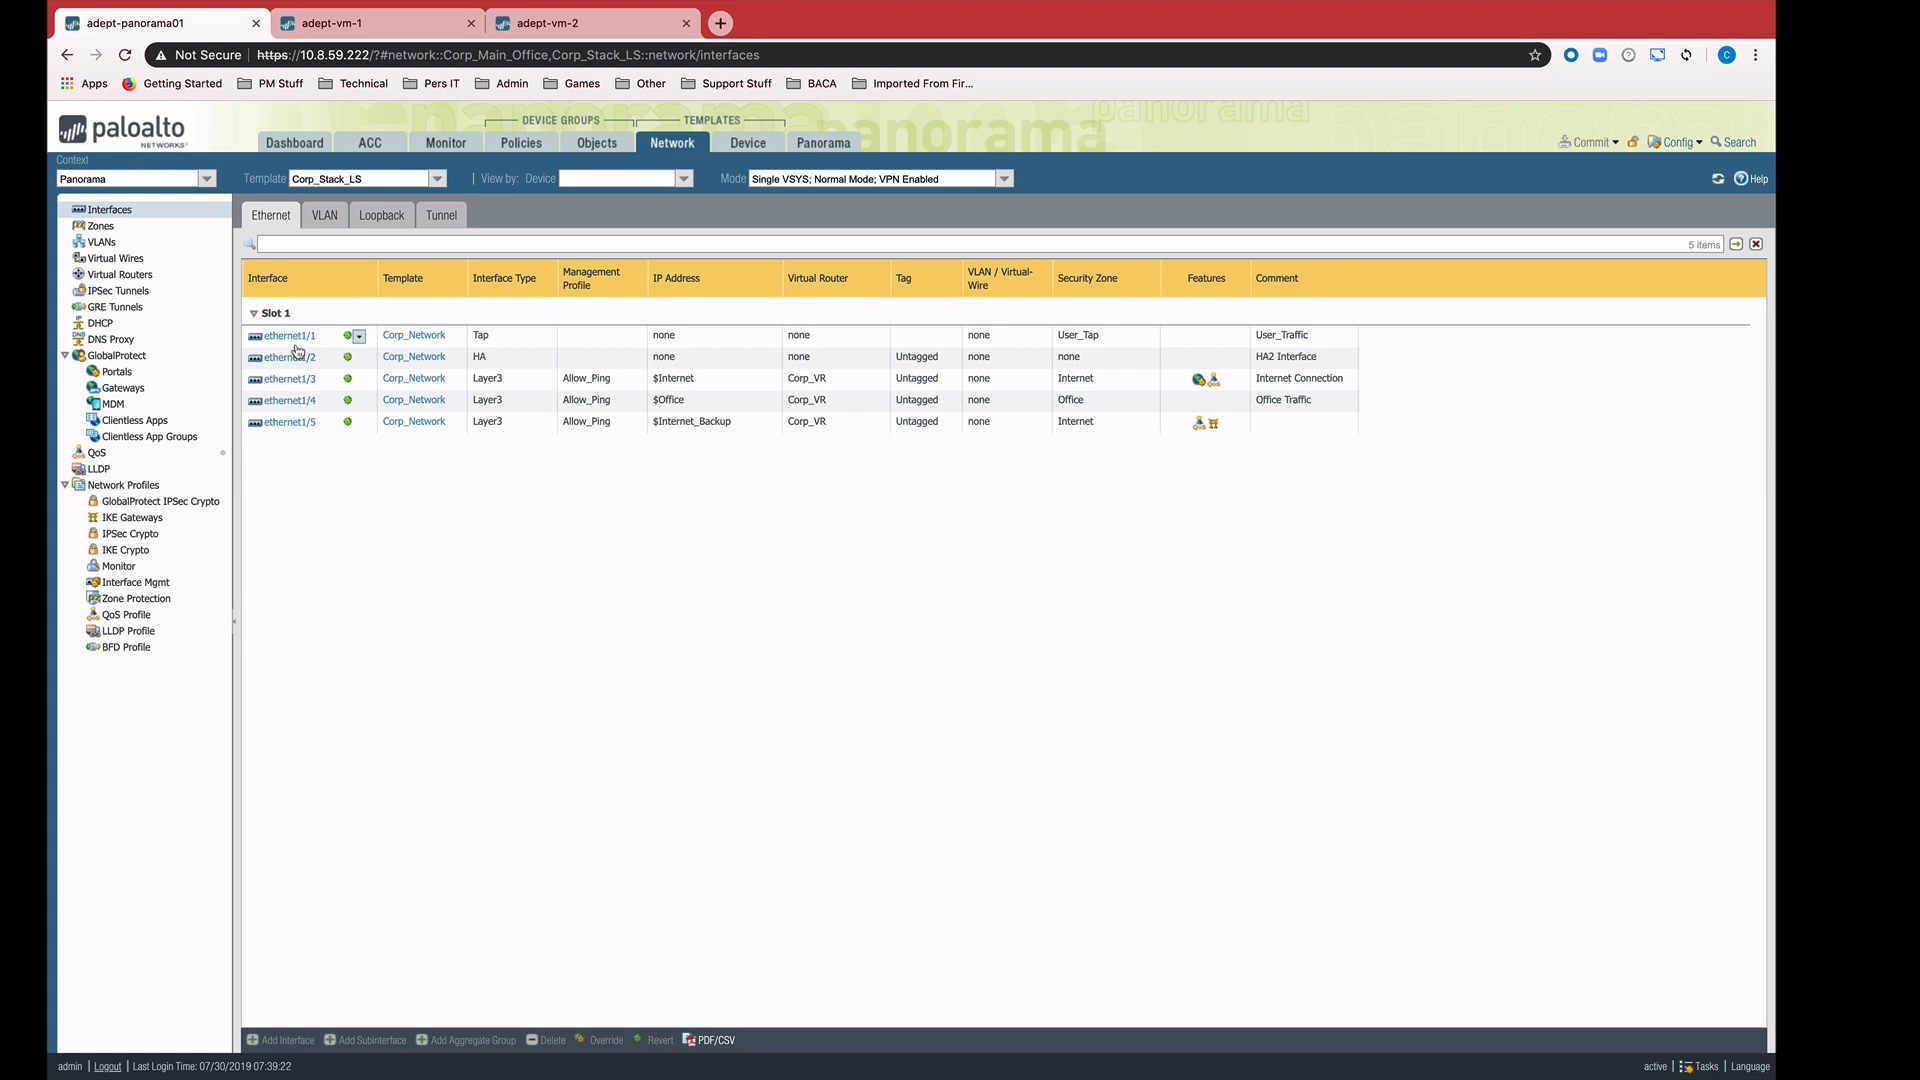 adept-panorama01
adept-vm-1
adept-vm-2
Not Secure https://10.8.59.222/?#network::Corp_Main_Office,Corp_Stack_LS::network/interfaces
Apps Getting Started PM Stuff Technical Pers IT Admin Games Other Support Stuff BACA Imported From Fir...
paloalto NETWORKS
DEVICE GROUPS TEMPLATES
Dashboard ACC Monitor Policies Objects Network Device Panorama
Commit Config Search
Context
Panorama Template Corp_Stack_LS View by: Device Mode Single VSYS; Normal Mode; VPN Enabled Help
Interfaces
Zones
VLANs
Virtual Wires
Virtual Routers
IPSec Tunnels
GRE Tunnels
DHCP
DNS Proxy
GlobalProtect
Portals
Gateways
MDM
Clientless Apps
Clientless App Groups
QoS
LLDP
Network Profiles
GlobalProtect IPSec Crypto
IKE Gateways
IPSec Crypto
IKE Crypto
Monitor
Interface Mgmt
Zone Protection
QoS Profile
LLDP Profile
BFD Profile
Ethernet VLAN Loopback Tunnel
5 items
Interface Template Interface Type Management Profile IP Address Virtual Router Tag VLAN / Virtual-Wire Security Zone Features Comment
Slot 1
ethernet1/1 Corp_Network Tap none none none User_Tap User_Traffic
ethernet1/2 Corp_Network HA none none Untagged none none HA2 Interface
ethernet1/3 Corp_Network Layer3 Allow_Ping $Internet Corp_VR Untagged none Internet Internet Connection
ethernet1/4 Corp_Network Layer3 Allow_Ping $Office Corp_VR Untagged none Office Office Traffic
ethernet1/5 Corp_Network Layer3 Allow_Ping $Internet_Backup Corp_VR Untagged none Internet
Add Interface Add Subinterface Add Aggregate Group Delete Override Revert PDF/CSV
admin | Logout | Last Login Time: 07/30/2019 07:39:22
active | Tasks | Language